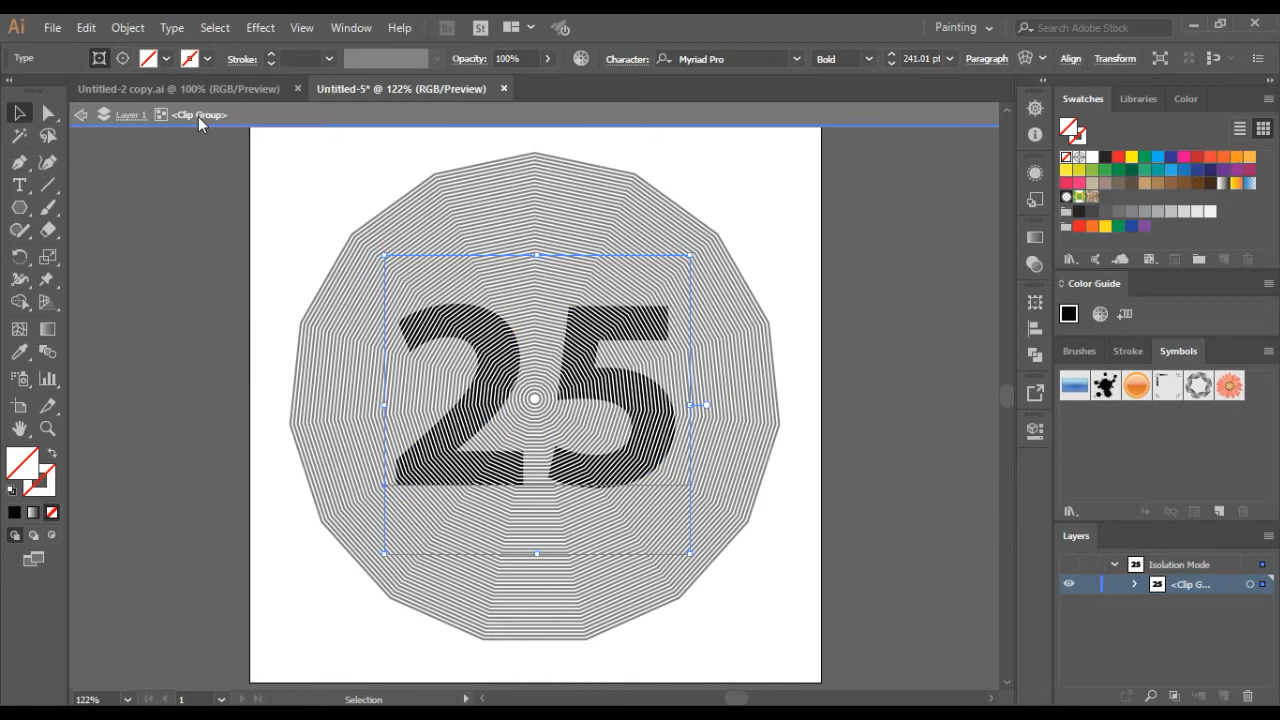 Ai File Edit Object Type Select Effect View Window Help Br St Painting Search Adobe Stock
Type Stroke: Opacity: 100% Character: Myriad Pro Bold 241.01 pt Paragraph Align Transform
Untitled-2 copy.ai @ 100% (RGB/Preview) × Untitled-5* @ 122% (RGB/Preview) ×
Layer 1 <Clip Group>
25
Swatches Libraries Color
Color Guide
Brushes Stroke Symbols
Layers
Isolation Mode
<Clip G...
122% 1 Selection